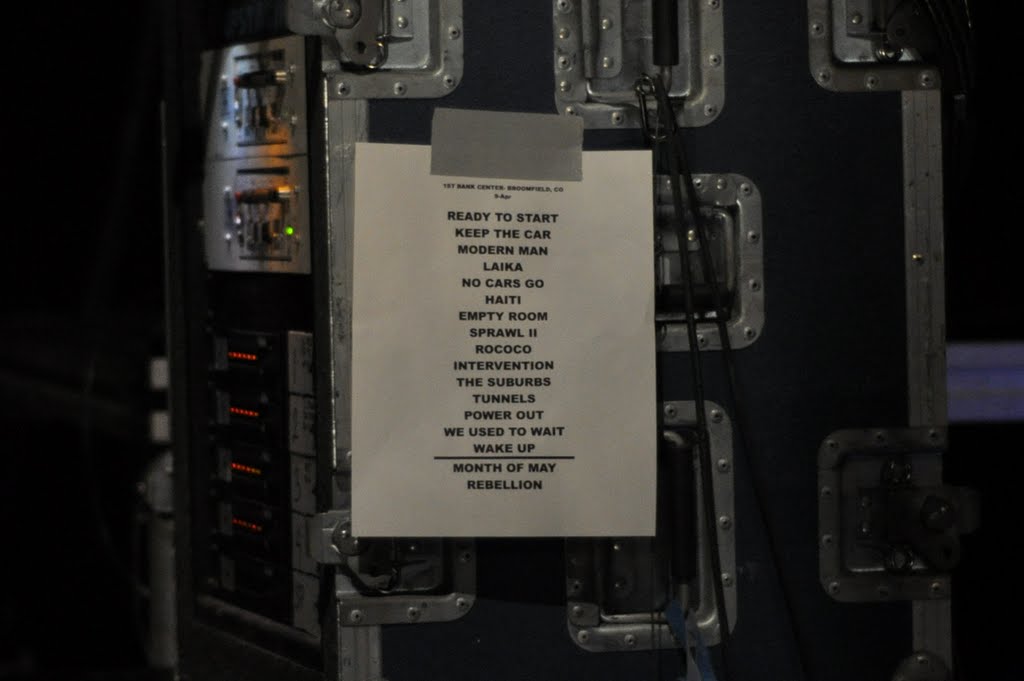 1ST BANK CENTER- BROOMFIELD, CO
9-Apr
READY TO START
KEEP THE CAR
MODERN MAN
LAIKA
NO CARS GO
HAITI
EMPTY ROOM
SPRAWL II
ROCOCO
INTERVENTION
THE SUBURBS
TUNNELS
POWER OUT
WE USED TO WAIT
WAKE UP
MONTH OF MAY
REBELLION